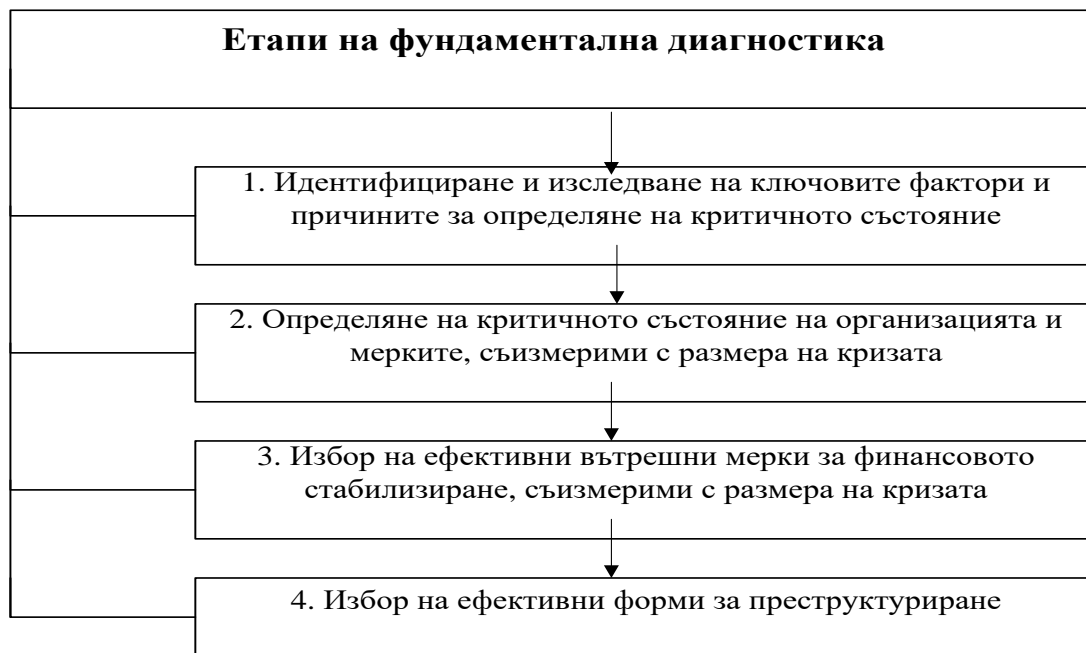 Етапи на фундаментална диагностика
1. Идентифициране и изследване на ключовите фактори и
причините за определяне на критичното състояние
2. Определяне на критичното състояние на организацията и
мерките, съизмерими с размера на кризата
3. Избор на ефективни вътрешни мерки за финансовото
стабилизиране, съизмерими с размера на кризата
4. Избор на ефективни форми за преструктуриране